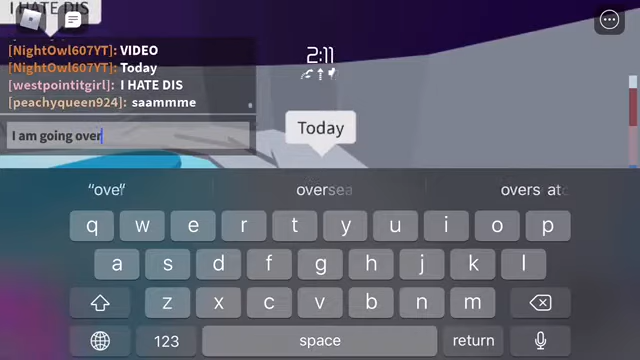 I HATE DIS
[NightOwl607YT]: VIDEO
[NightOwl607YT]: Today
[westpointitgirl]: I HATE DIS
[peachyqueen924]: saammme
I am going over
2:11
Today
“ove”
oversea
overs at
q w e r t y u i o p
a s d f g h j k l
z x c v b n m
123 space return